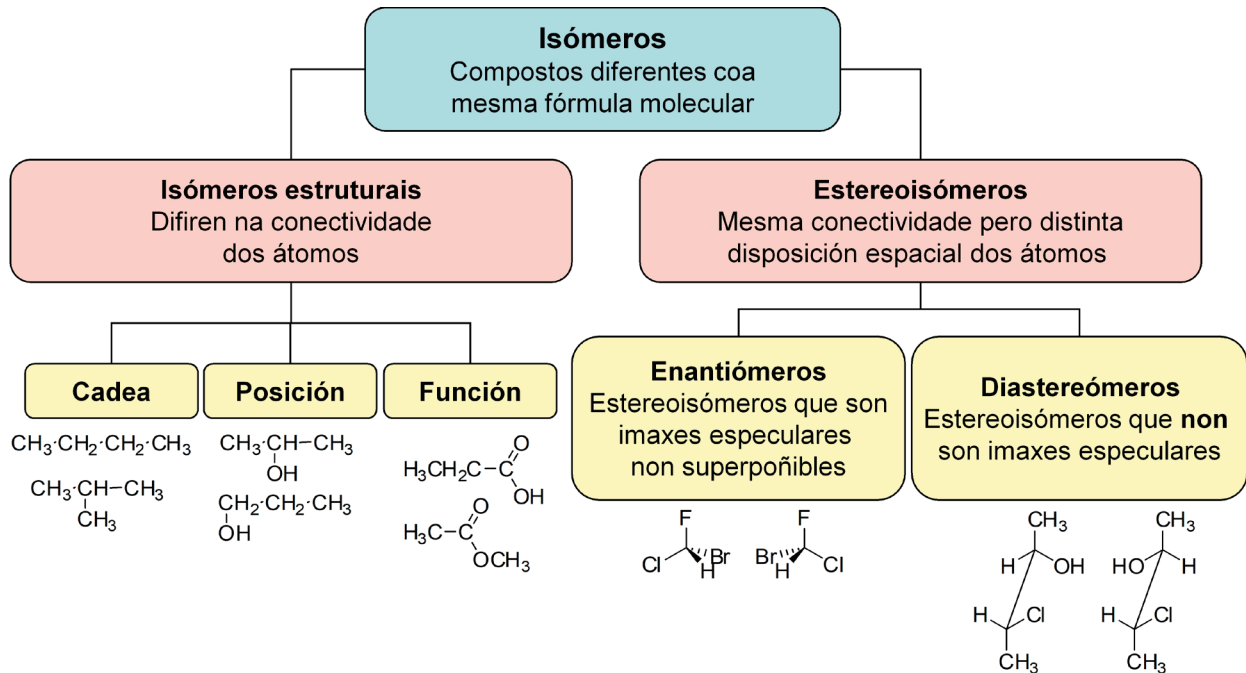 Isómeros
Compostos diferentes coa
mesma fórmula molecular
Isómeros estruturais
Difiren na conectividade
dos átomos
Estereoisómeros
Mesma conectividade pero distinta
disposición espacial dos átomos
Cadea
CH₃-CH₂-CH₂-CH₃
CH₃-CH-CH₃
CH₃
Posición
CH₃-CH-CH₃
OH
CH₂-CH₂-CH₃
OH
Función
O
H₃CH₂C-C
OH
O
H₃C-C
OCH₃
Enantiómeros
Estereoisómeros que son
imaxes especulares
non superpoñibles
F
Cl Br
H
F
Br Cl
H
Diastereómeros
Estereoisómeros que non
son imaxes especulares
CH₃
H OH
H Cl
CH₃
CH₃
HO H
H Cl
CH₃